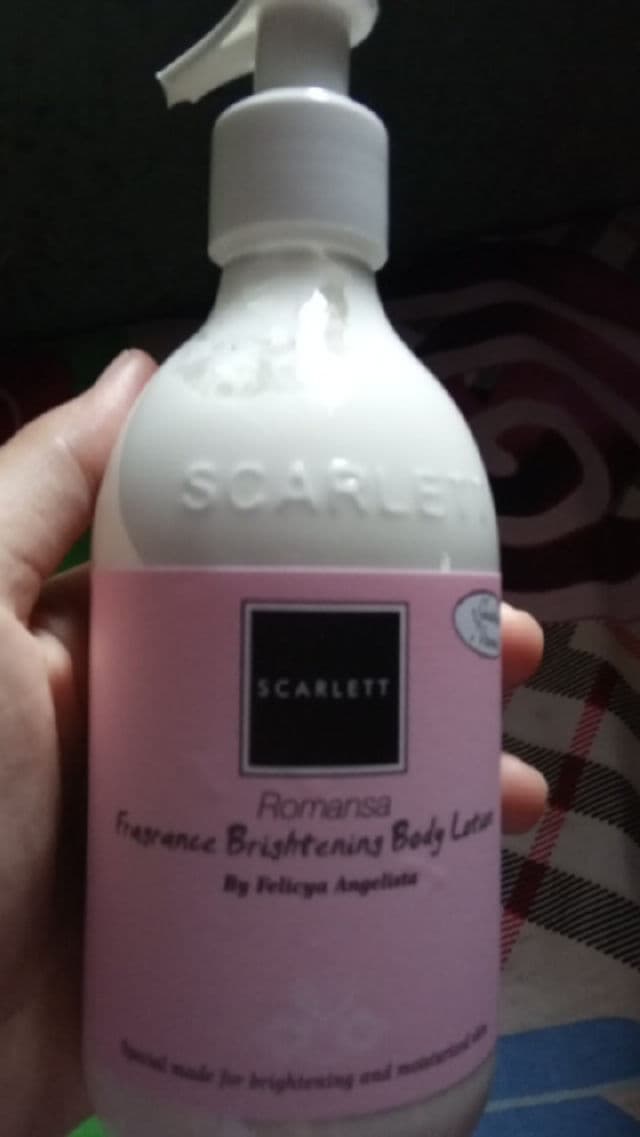 SCARLETT
SCARLETT
Romansa
Fragrance Brightening Body Lotion
By Felicya Angelista
Special made for brightening and moisturized skin